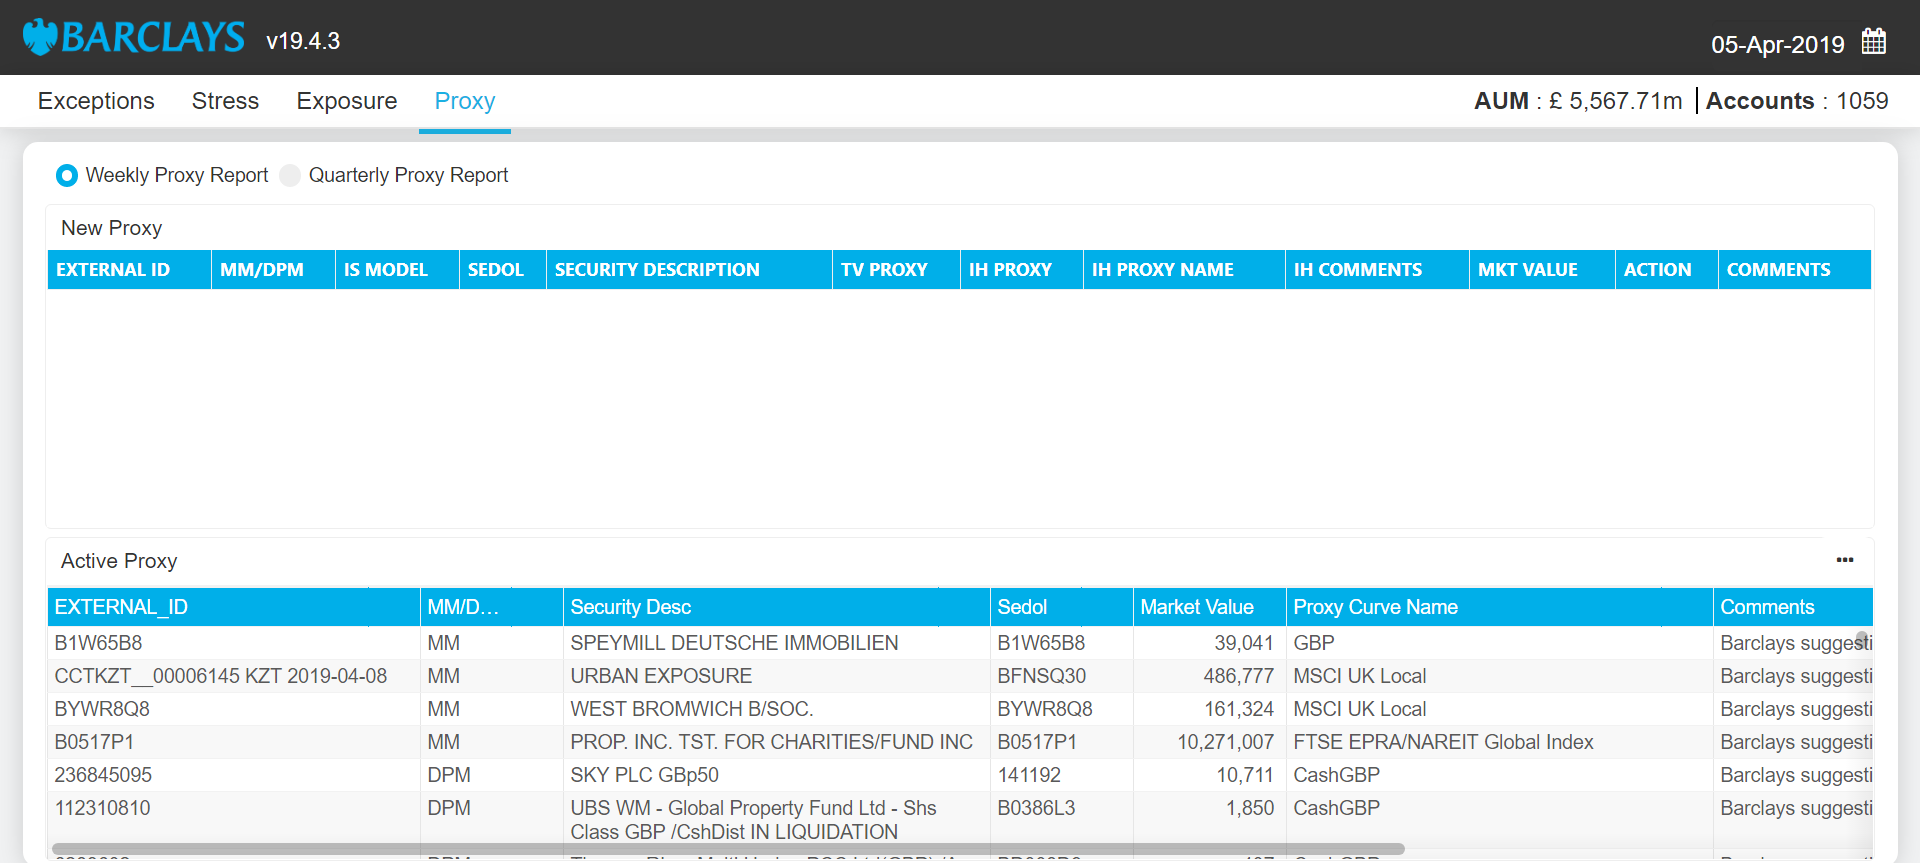 BARCLAYS v19.4.3 05-Apr-2019
Exceptions Stress Exposure Proxy AUM : £ 5,567.71m Accounts : 1059
Weekly Proxy Report Quarterly Proxy Report
New Proxy
EXTERNAL ID MM/DPM IS MODEL SEDOL SECURITY DESCRIPTION TV PROXY IH PROXY IH PROXY NAME IH COMMENTS MKT VALUE ACTION COMMENTS
Active Proxy ...
EXTERNAL_ID MM/D... Security Desc Sedol Market Value Proxy Curve Name Comments
B1W65B8 MM SPEYMILL DEUTSCHE IMMOBILIEN B1W65B8 39,041 GBP Barclays suggesti
CCTKZT__00006145 KZT 2019-04-08 MM URBAN EXPOSURE BFNSQ30 486,777 MSCI UK Local Barclays suggesti
BYWR8Q8 MM WEST BROMWICH B/SOC. BYWR8Q8 161,324 MSCI UK Local Barclays suggesti
B0517P1 MM PROP. INC. TST. FOR CHARITIES/FUND INC B0517P1 10,271,007 FTSE EPRA/NAREIT Global Index Barclays suggesti
236845095 DPM SKY PLC GBp50 141192 10,711 CashGBP Barclays suggesti
112310810 DPM UBS WM - Global Property Fund Ltd - Shs B0386L3 1,850 CashGBP Barclays suggesti
Class GBP /CshDist IN LIQUIDATION